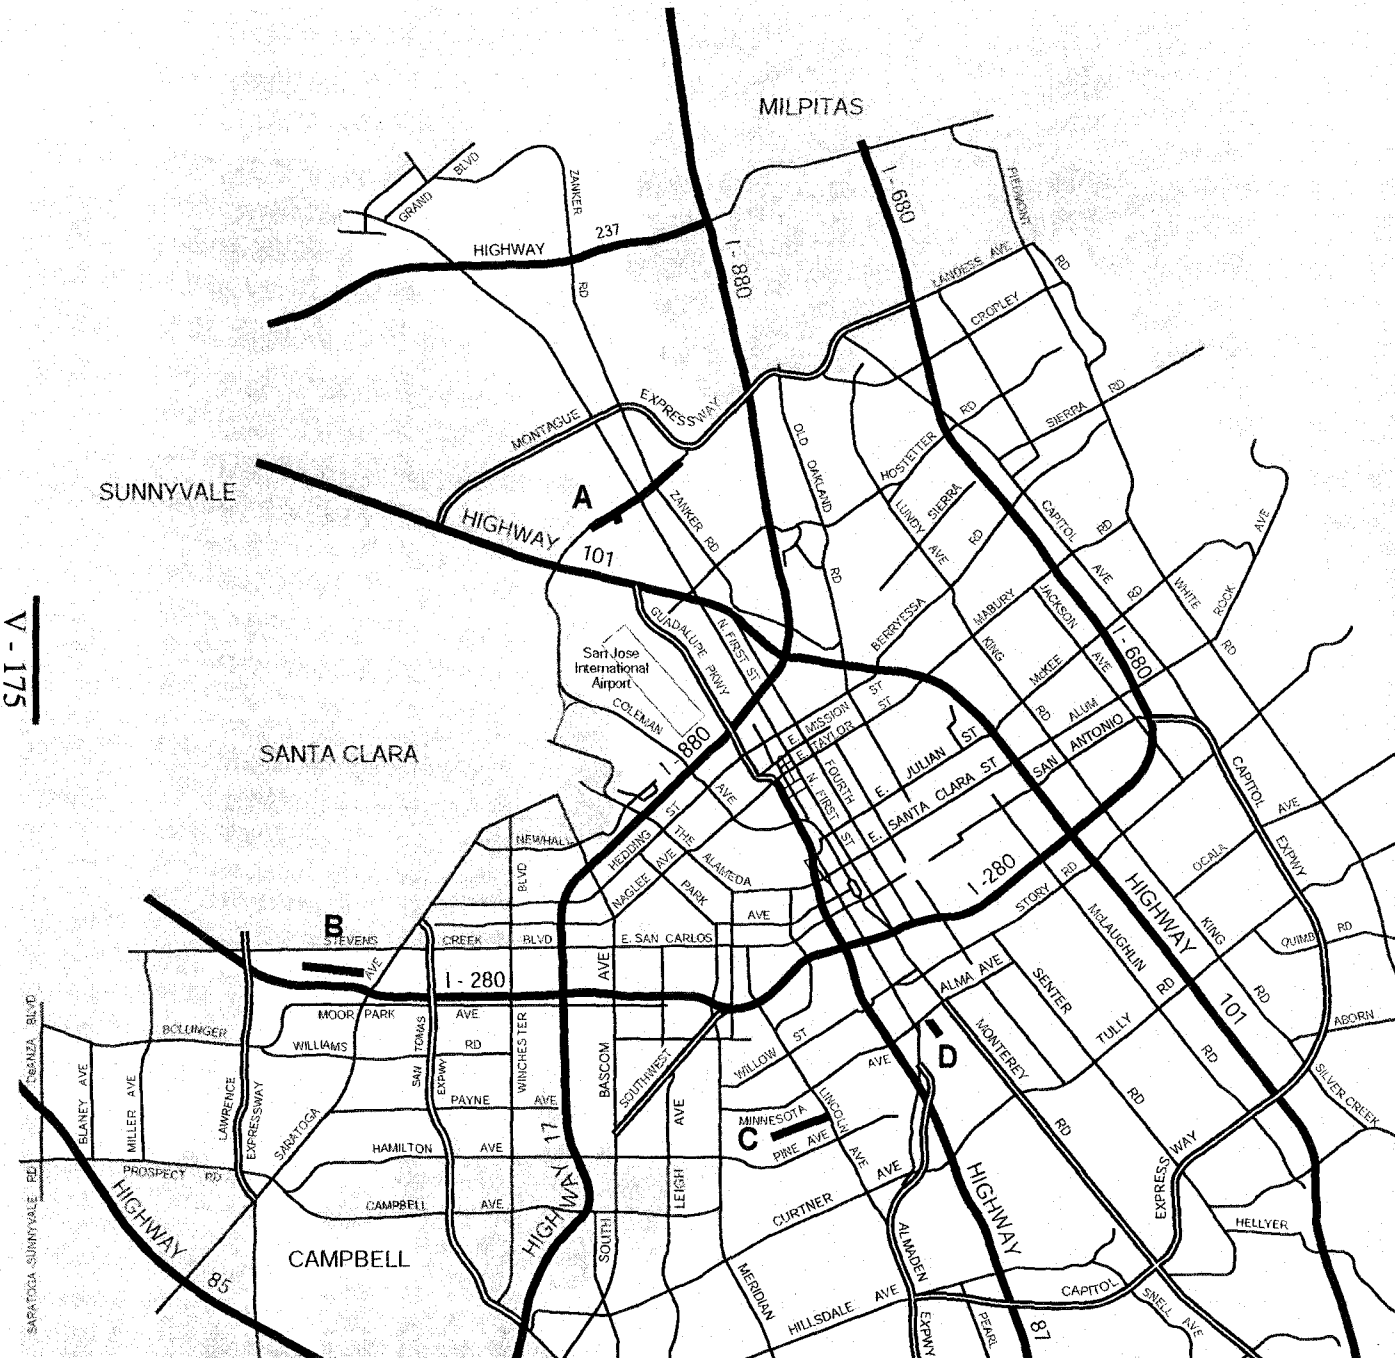 MILPITAS
I - 680
PIEDMONT
RD
GRAND BLVD
ZANKER
RD
HIGHWAY 237
I - 880
LANDESS AVE
CROPLEY
MONTAGUE EXPRESSWAY
OLD OAKLAND
RD
HOSTETTER RD
SIERRA RD
SUNNYVALE
A
HIGHWAY 101
ZANKER RD
LUNDY AVE
SIERRA
RD
CAPITOL
AVE
RD
WHITE
RD
ROCK AVE
BERRYESSA
MABURY
RD
JACKSON
AVE
KING
RD
McKEE
I - 680
ALUM
V - 175
GUADALUPE PKWY
N. FIRST ST
San Jose
International
Airport
COLEMAN
AVE
I - 880
E. MISSION ST
E. TAYLOR ST
FOURTH
N. FIRST ST
E. JULIAN ST
E. SANTA CLARA ST
SAN ANTONIO
CAPITOL
EXPWY
AVE
OCALA
SANTA CLARA
NEWHALL
HEDDING ST
THE ALAMEDA
NAGLEE AVE
PARK
AVE
BLVD
I - 280
STORY RD
McLAUGHLIN
RD
HIGHWAY
101
KING
RD
QUIMBY RD
B
STEVENS
CREEK BLVD
E. SAN CARLOS
AVE
I - 280
AVE
ALMA AVE
SENTER
RD
TULLY
RD
ABORN
MOOR PARK AVE
BOLLINGER
WILLIAMS RD
SAN TOMAS
EXPWY
WINCHESTER
BASCOM
SOUTHWEST
WILLOW ST
D
MONTEREY
RD
SILVER CREEK
DeANZA BLVD
BLANEY AVE
MILLER AVE
LAWRENCE
EXPRESSWAY
SARATOGA
PAYNE AVE
AVE
AVE
MINNESOTA
LINCOLN
AVE
C
PINE AVE
HAMILTON AVE
17
HIGHWAY
PROSPECT RD
CAMPBELL AVE
LEIGH
SOUTH
CURTNER AVE
HIGHWAY
87
EXPRESSWAY
HELLYER
SARATOGA - SUNNYVALE RD
HIGHWAY
85
CAMPBELL
MERIDIAN
ALMADEN
EXPWY
HILLSDALE AVE
CAPITOL
PEARL
SNELL AVE